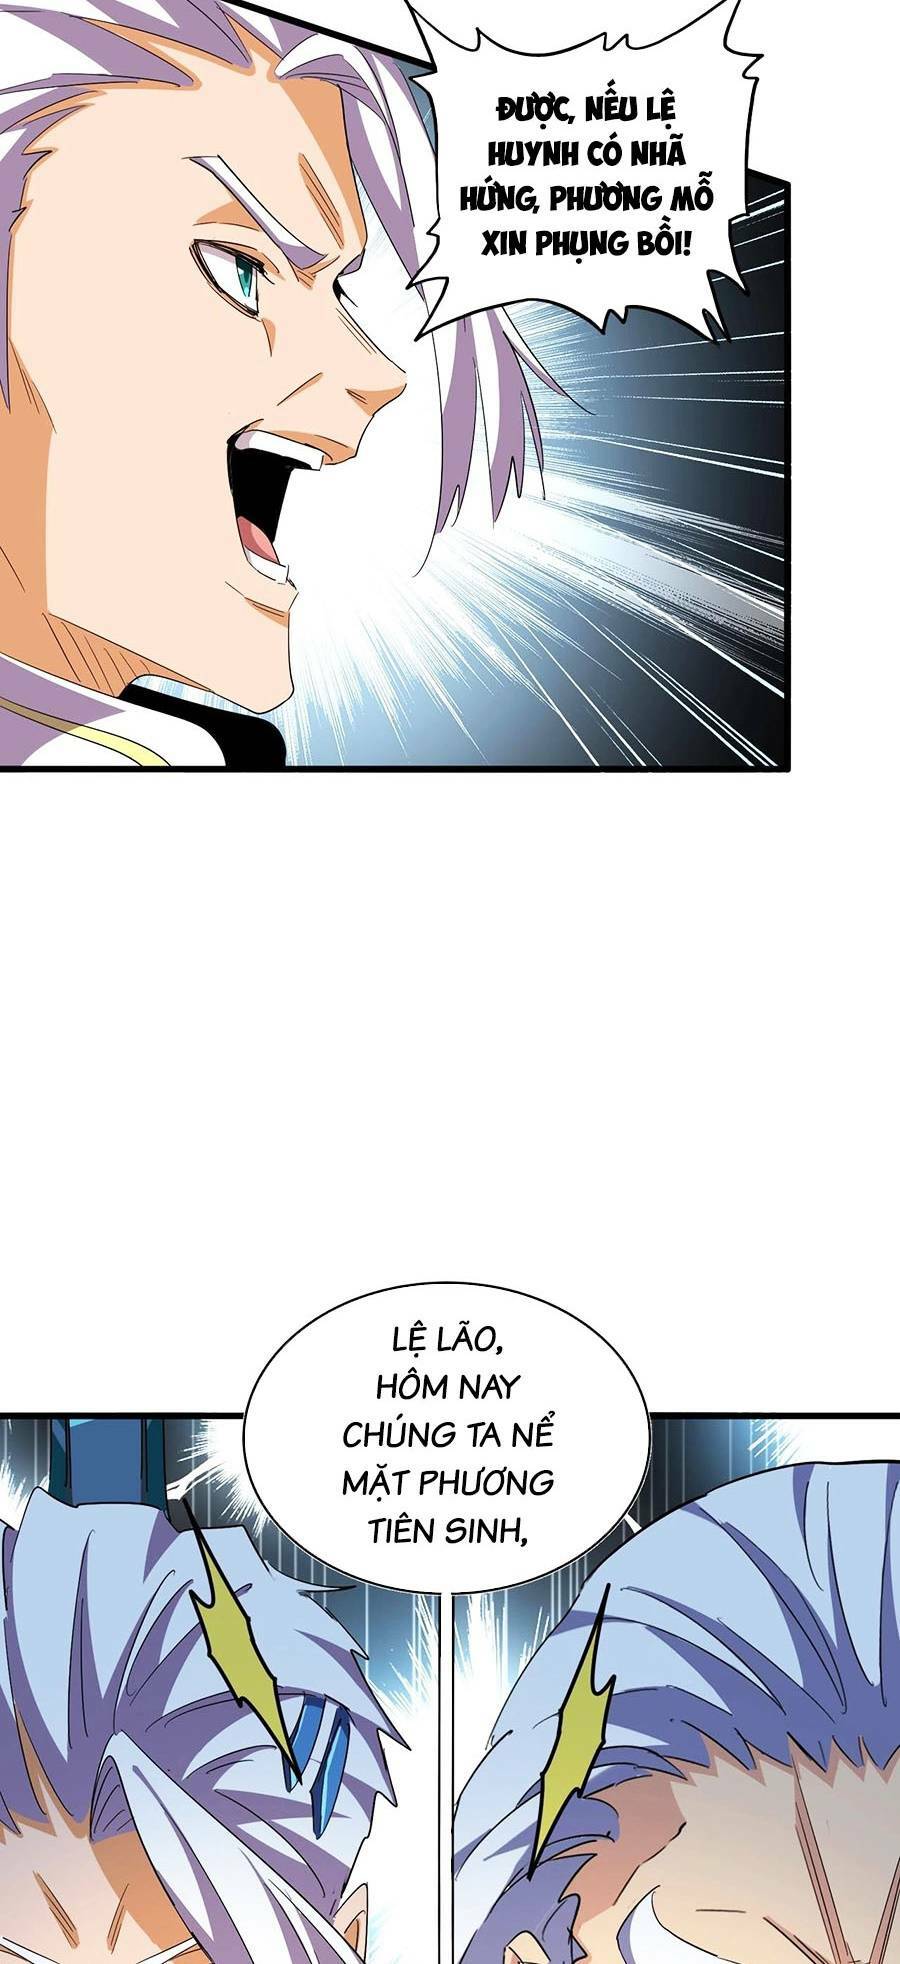 ĐƯỢC, NẾU LỆ
HUYNH CÓ NHÃ
HỨNG, PHƯƠNG MỖ
XIN PHỤNG BỒI!
LỆ LÃO,
HÔM NAY
CHÚNG TA NỂ
MẶT PHƯƠNG
TIÊN SINH,